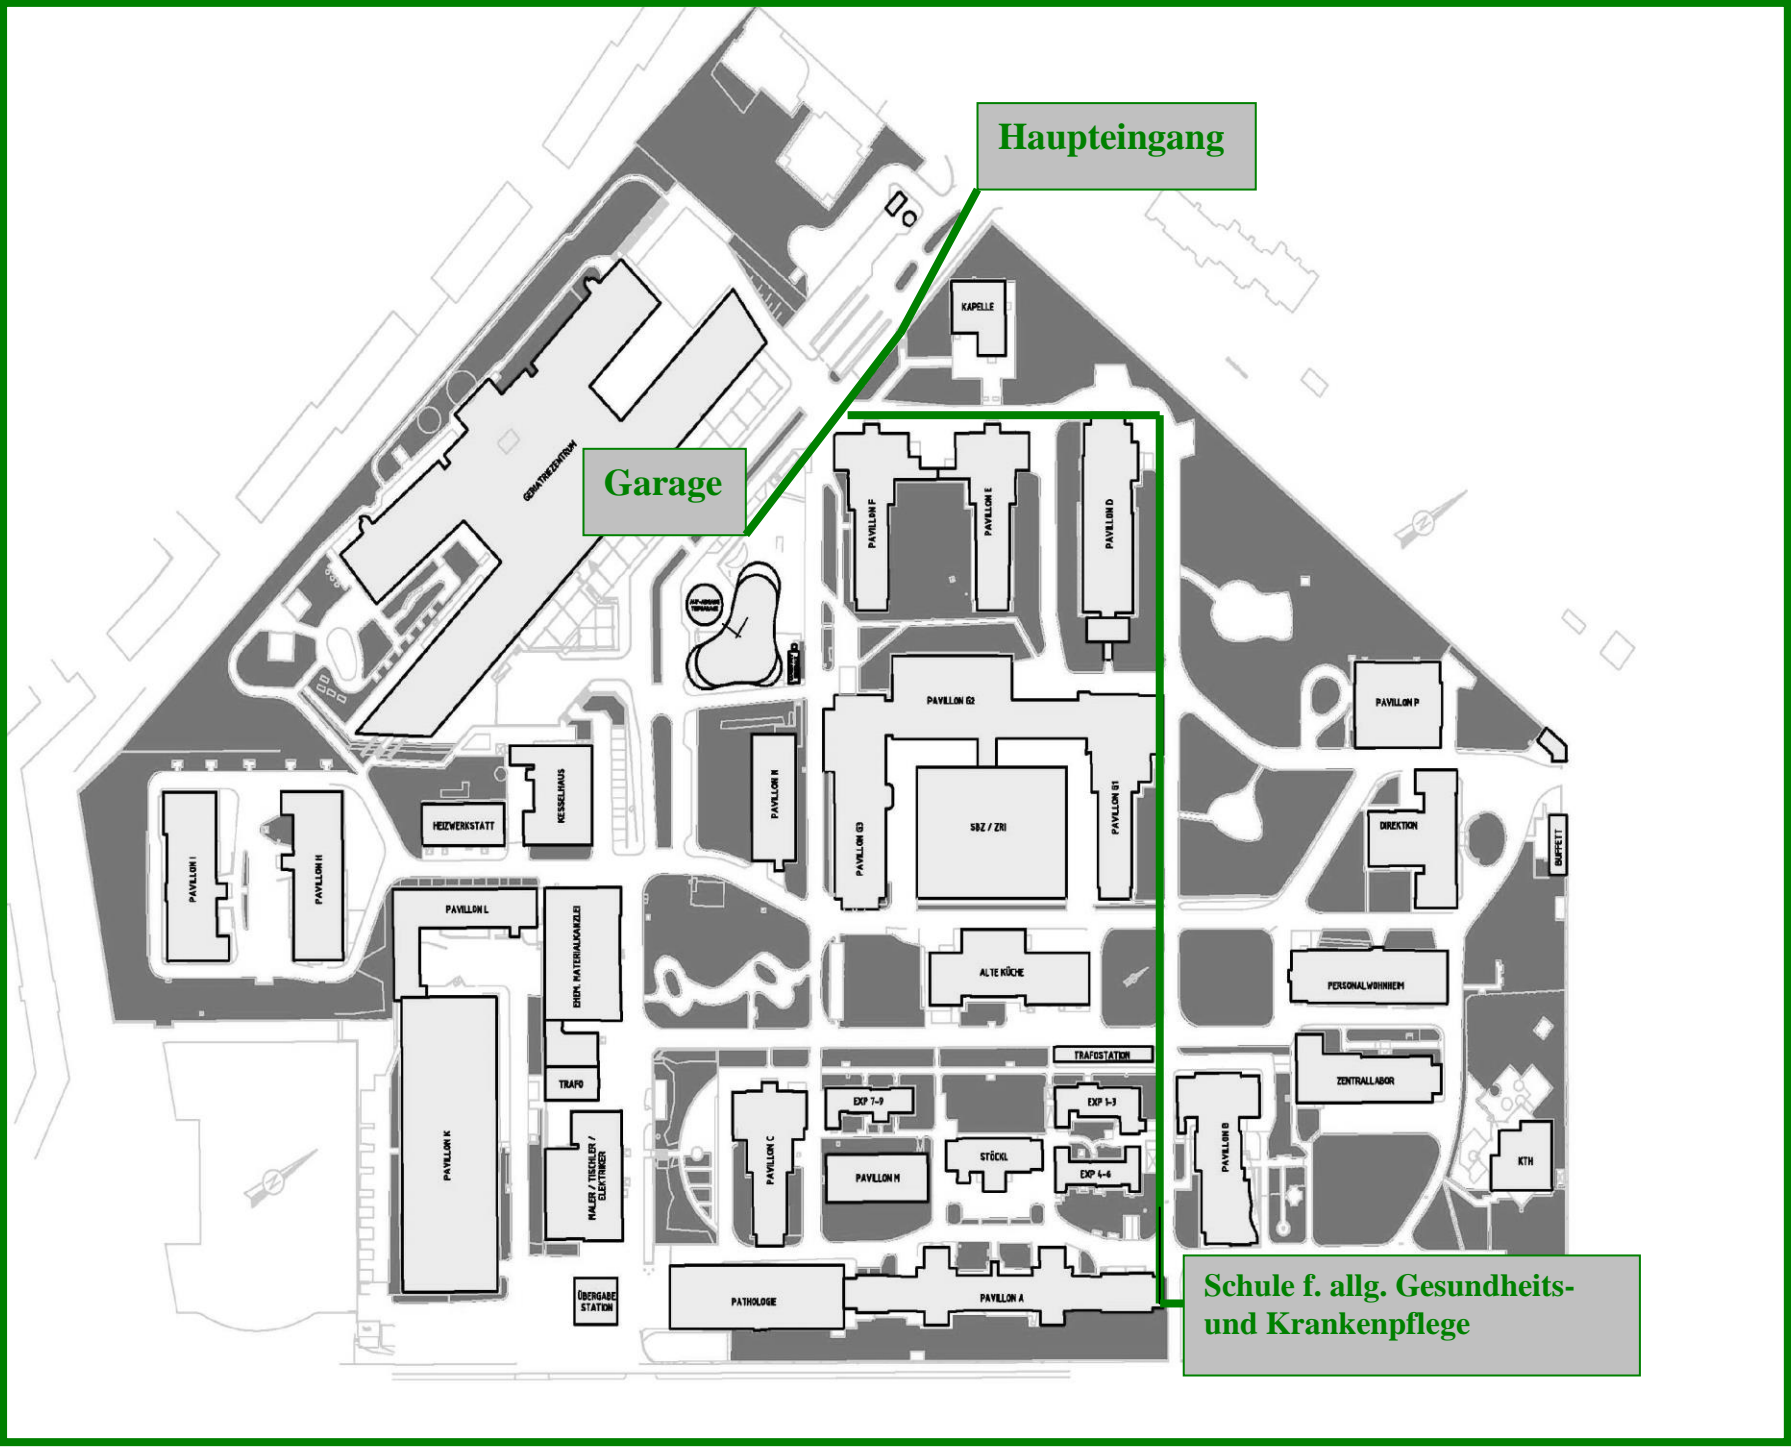 Haupteingang
KAPELLE
GERIATRIEZENTRUM
Garage
PAVILLON F
PAVILLON E
PAVILLON D
PAVILLON G2
PAVILLON P
KESSELHAUS
HEIZWERKSTATT
PAVILLON N
PAVILLON G3
SBZ / ZRI
PAVILLON G1
DIREKTION
BUFFETT
PAVILLON I
PAVILLON H
PAVILLON L
EHEM. MATERIALKANZLEI
ALTE KÜCHE
PERSONALWOHNHEIM
TRAFOSTATION
TRAFO
ZENTRALLABOR
EXP 7-9
EXP 1-3
PAVILLON K
MALER / TISCHLER /
ELEKTRIKER
PAVILLON C
PAVILLON M
STÖCKL
EXP 4-6
PAVILLON B
KTH
ÜBERGABE
STATION
PATHOLOGIE
PAVILLON A
Schule f. allg. Gesundheits-
und Krankenpflege